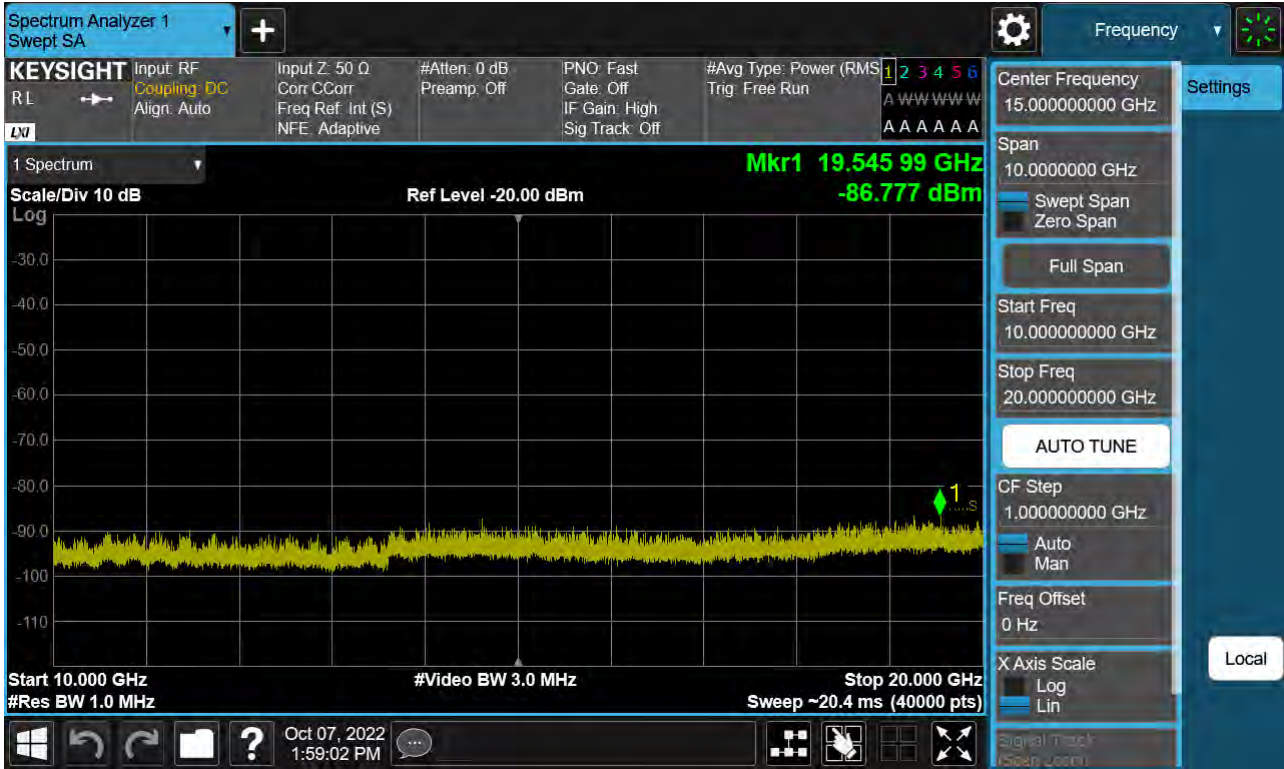 Spectrum Analyzer 1
Swept SA
+
Frequency
KEYSIGHT
RL
LXI
Input: RF
Coupling: DC
Align: Auto
Input Z: 50 Ω
Corr CCorr
Freq Ref: Int (S)
NFE: Adaptive
#Atten: 0 dB
Preamp: Off
PNO: Fast
Gate: Off
IF Gain: High
Sig Track: Off
#Avg Type: Power (RMS
Trig: Free Run
1 2 3 4 5 6
A W W W W W
A A A A A A
1 Spectrum
Scale/Div 10 dB
Log
Ref Level -20.00 dBm
Mkr1 19.545 99 GHz
-86.777 dBm
-30.0
-40.0
-50.0
-60.0
-70.0
-80.0
-90.0
-100
-110
1
Start 10.000 GHz
#Res BW 1.0 MHz
#Video BW 3.0 MHz
Stop 20.000 GHz
Sweep ~20.4 ms (40000 pts)
Center Frequency
15.000000000 GHz
Span
10.0000000 GHz
Swept Span
Zero Span
Full Span
Start Freq
10.000000000 GHz
Stop Freq
20.000000000 GHz
AUTO TUNE
CF Step
1.000000000 GHz
Auto
Man
Freq Offset
0 Hz
X Axis Scale
Log
Lin
Signal Track
(Span Zoom)
Settings
Local
?
Oct 07, 2022
1:59:02 PM